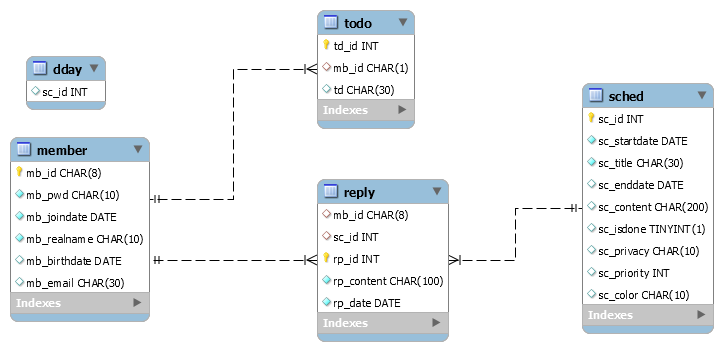 dday
sc_id INT
member
mb_id CHAR(8)
mb_pwd CHAR(10)
mb_joindate DATE
mb_realname CHAR(10)
mb_birthdate DATE
mb_email CHAR(30)
Indexes
todo
td_id INT
mb_id CHAR(1)
td CHAR(30)
Indexes
reply
mb_id CHAR(8)
sc_id INT
rp_id INT
rp_content CHAR(100)
rp_date DATE
Indexes
sched
sc_id INT
sc_startdate DATE
sc_title CHAR(30)
sc_enddate DATE
sc_content CHAR(200)
sc_isdone TINYINT(1)
sc_privacy CHAR(10)
sc_priority INT
sc_color CHAR(10)
Indexes